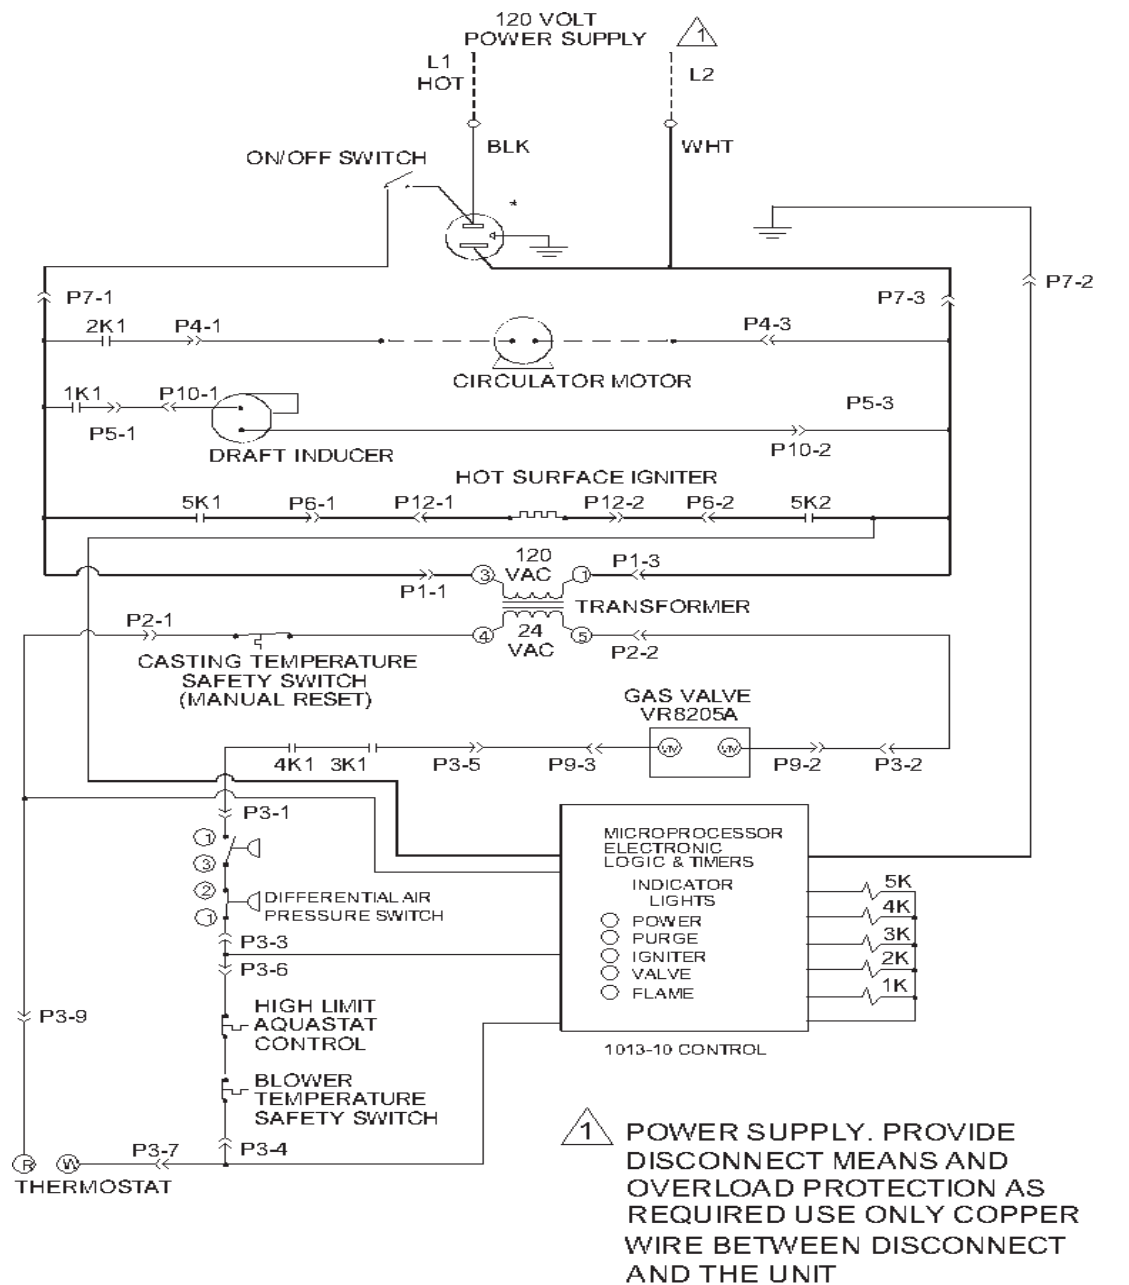 120 VOLT
POWER SUPPLY
1
L1
HOT
L2
BLK
WHT
ON/OFF SWITCH
*
P7-1
P7-3
P7-2
2K1
P4-1
P4-3
CIRCULATOR MOTOR
1K1
P10-1
P5-1
P5-3
P10-2
DRAFT INDUCER
HOT SURFACE IGNITER
5K1
P6-1
P12-1
P12-2
P6-2
5K2
120
VAC
3
1
P1-1
P1-3
TRANSFORMER
P2-1
4
24
VAC
5
P2-2
CASTING TEMPERATURE
SAFETY SWITCH
(MANUAL RESET)
GAS VALVE
VR8205A
MV
MV
4K1
3K1
P3-5
P9-3
P9-2
P3-2
P3-1
1
3
2
1
DIFFERENTIAL AIR
PRESSURE SWITCH
P3-3
P3-6
MICROPROCESSOR
ELECTRONIC
LOGIC & TIMERS
INDICATOR
LIGHTS
POWER
PURGE
IGNITER
VALVE
FLAME
5K
4K
3K
2K
1K
1013-10 CONTROL
P3-9
HIGH LIMIT
AQUASTAT
CONTROL
BLOWER
TEMPERATURE
SAFETY SWITCH
P3-7
P3-4
R
W
THERMOSTAT
1
POWER SUPPLY. PROVIDE
DISCONNECT MEANS AND
OVERLOAD PROTECTION AS
REQUIRED USE ONLY COPPER
WIRE BETWEEN DISCONNECT
AND THE UNIT